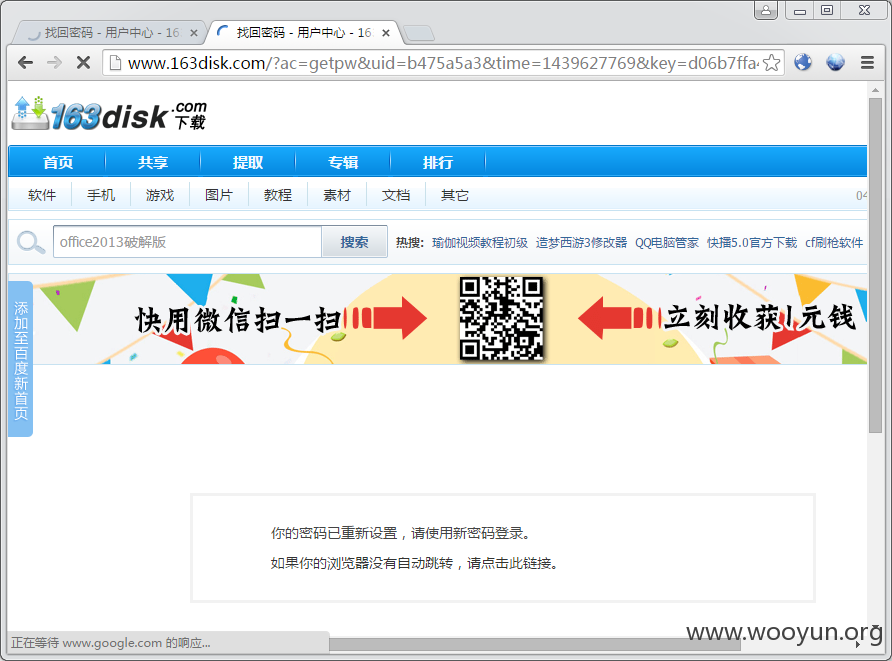 找回密码 - 用户中心 - 16
找回密码 - 用户中心 - 16
www.163disk.com/?ac=getpw&uid=b475a5a3&time=1439627769&key=d06b7ffa
163disk.com下载
首页 共享 提取 专辑 排行
软件 手机 游戏 图片 教程 素材 文档 其它 04
office2013破解版 搜索 热搜: 瑜伽视频教程初级 造梦西游3修改器 QQ电脑管家 快播5.0官方下载 cf刷枪软件
快用微信扫一扫 立刻收获1元钱
添加至百度新首页
你的密码已重新设置，请使用新密码登录。
如果你的浏览器没有自动跳转，请点击此链接。
www.wooyun.org
正在等待 www.google.com 的响应...